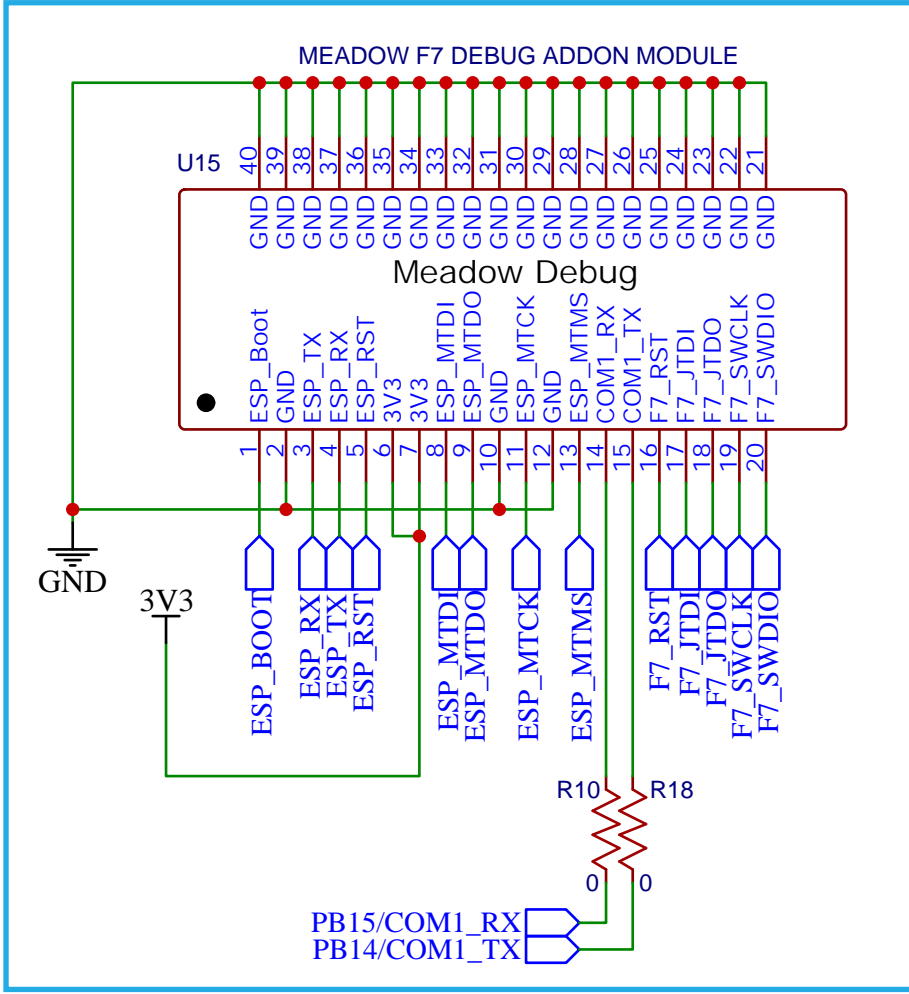 MEADOW F7 DEBUG ADDON MODULE
U15
40 39 38 37 36 35 34 33 32 31 30 29 28 27 26 25 24 23 22 21
GND GND GND GND GND GND GND GND GND GND GND GND GND GND GND GND GND GND GND GND
Meadow Debug
ESP_Boot GND ESP_TX ESP_RX ESP_RST 3V3 3V3 ESP_MTDI ESP_MTDO GND ESP_MTCK GND ESP_MTMS COM1_RX COM1_TX F7_RST F7_JTDI F7_JTDO F7_SWCLK F7_SWDIO
1 2 3 4 5 6 7 8 9 10 11 12 13 14 15 16 17 18 19 20
GND
3V3
ESP_BOOT ESP_RX ESP_TX ESP_RST ESP_MTDI ESP_MTDO ESP_MTCK ESP_MTMS F7_RST F7_JTDI F7_JTDO F7_SWCLK F7_SWDIO
R10 R18
0 0
PB15/COM1_RX
PB14/COM1_TX